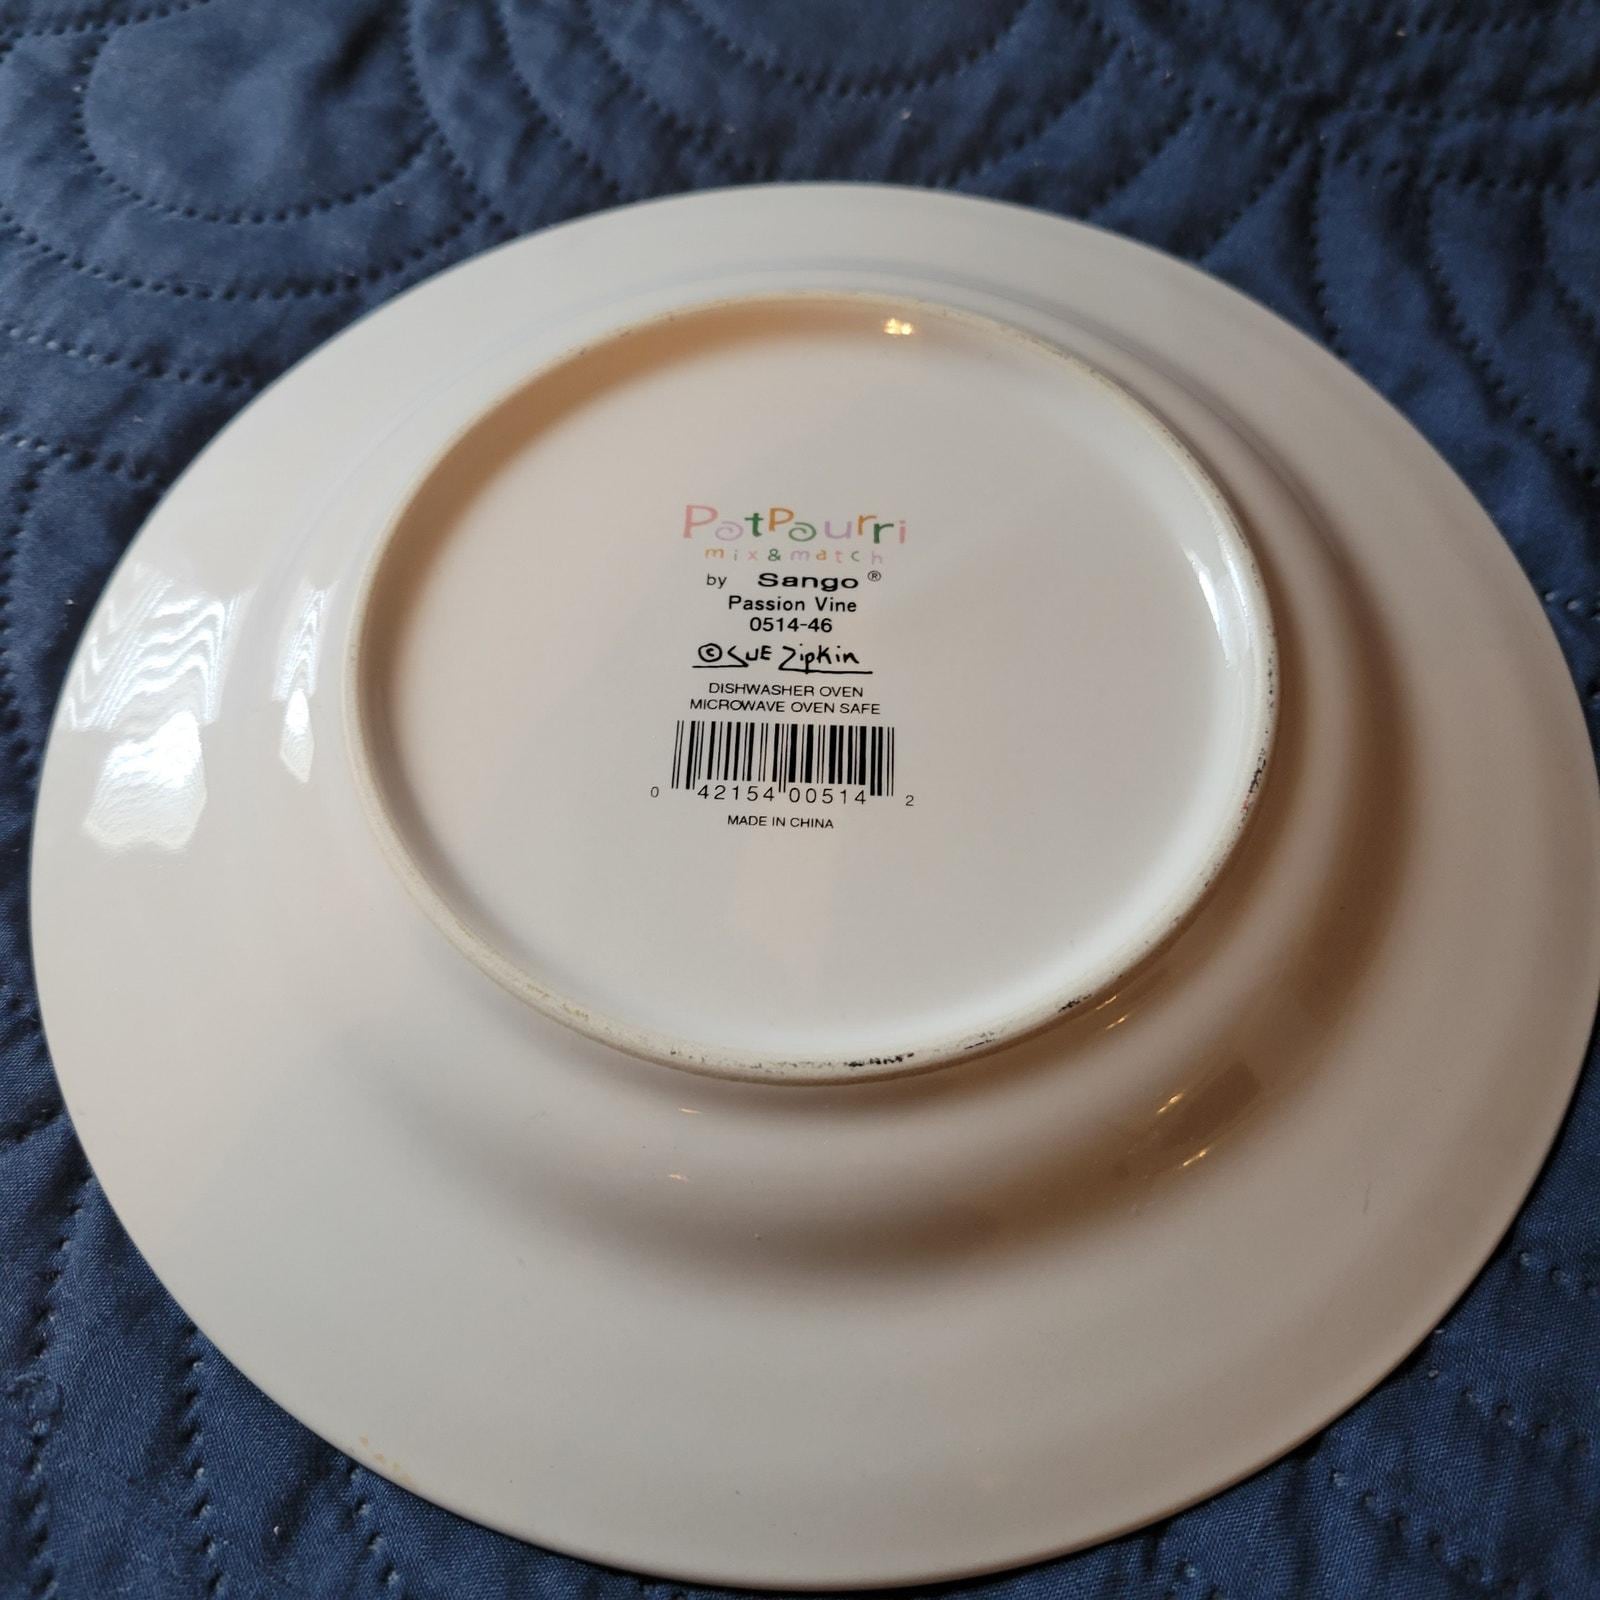 PotPourri
mix & match
by Sango®
Passion Vine
0514-46
© SUE Zipkin
DISHWASHER OVEN
MICROWAVE OVEN SAFE
0 42154 00514 2
MADE IN CHINA